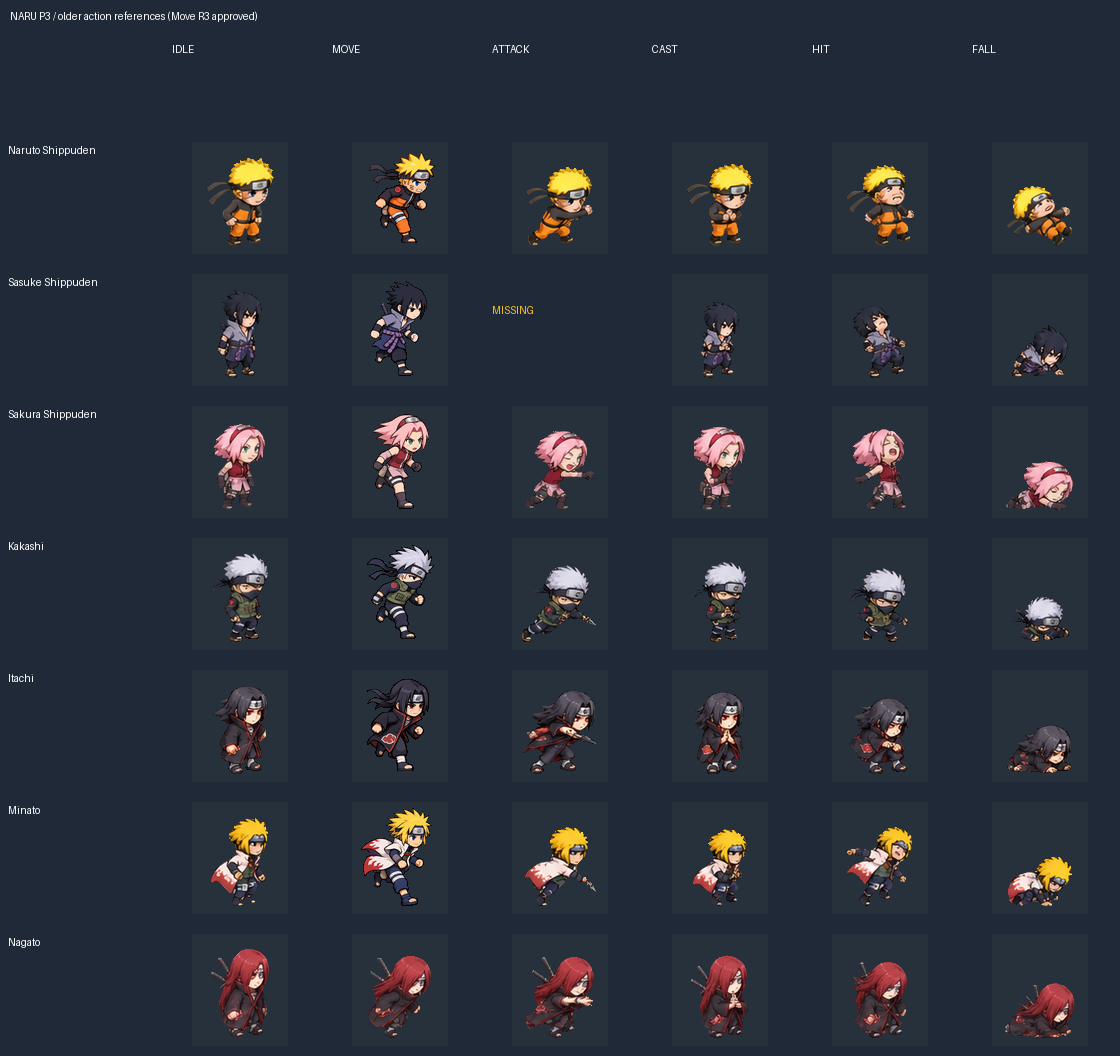 NARU P3 / older action references (Move R3 approved)
IDLE MOVE ATTACK CAST HIT FALL
Naruto Shippuden
Sasuke Shippuden
MISSING
Sakura Shippuden
Kakashi
Itachi
Minato
Nagato